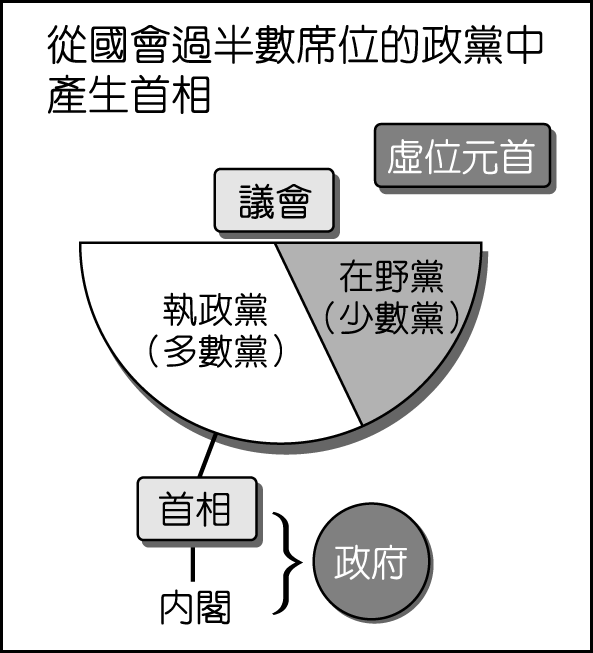 從國會過半數席位的政黨中
產生首相
虛位元首
議會
在野黨
（少數黨）
執政黨
（多數黨）
首相
政府
內閣